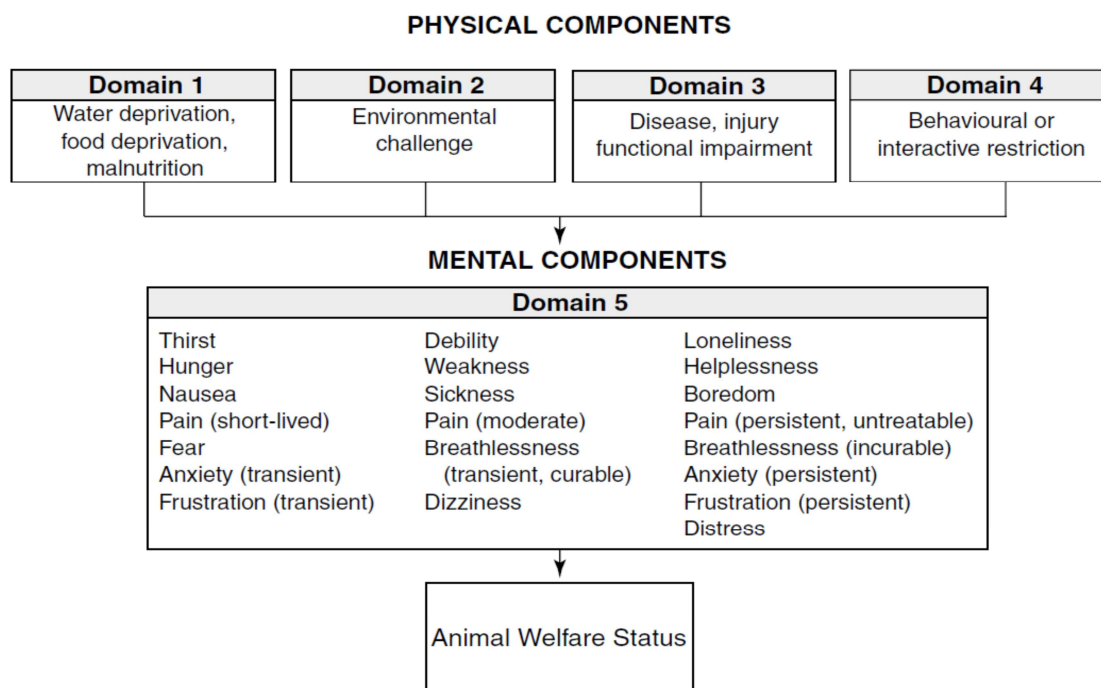 PHYSICAL COMPONENTS
Domain 1
Water deprivation,
food deprivation,
malnutrition
Domain 2
Environmental
challenge
Domain 3
Disease, injury
functional impairment
Domain 4
Behavioural or
interactive restriction
MENTAL COMPONENTS
Domain 5
Thirst
Hunger
Nausea
Pain (short-lived)
Fear
Anxiety (transient)
Frustration (transient)
Debility
Weakness
Sickness
Pain (moderate)
Breathlessness
(transient, curable)
Dizziness
Loneliness
Helplessness
Boredom
Pain (persistent, untreatable)
Breathlessness (incurable)
Anxiety (persistent)
Frustration (persistent)
Distress
Animal Welfare Status